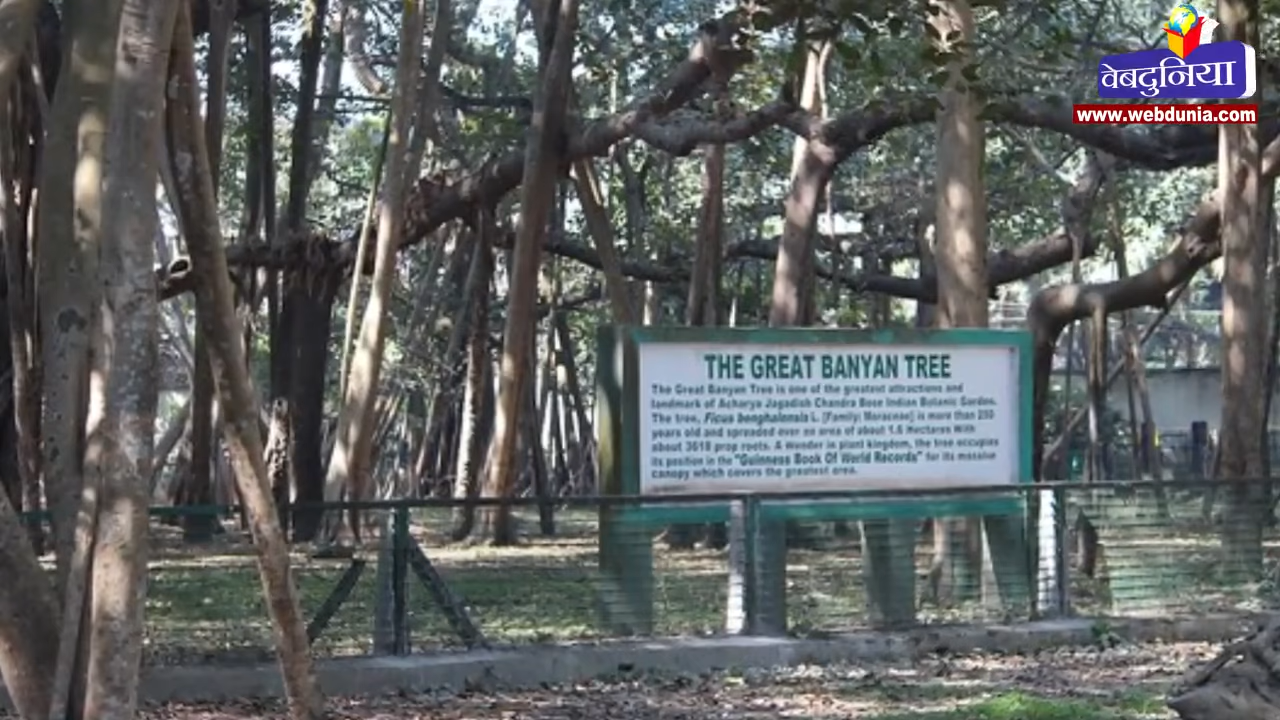 वेबदुनिया
www.webdunia.com
THE GREAT BANYAN TREE
The Great Banyan Tree is one of the greatest attractions and
landmark of Acharya Jagadish Chandra Bose Indian Botanic Garden.
The tree, Ficus benghalensis L. [Family: Moraceae] is more than 250
years old and spreaded over an area of about 1.6 Hectares with
about 3618 prop roots. A wonder in plant kingdom, the tree occupies
its position in the "Guinness Book Of World Records" for its massive
canopy which covers the greatest area.